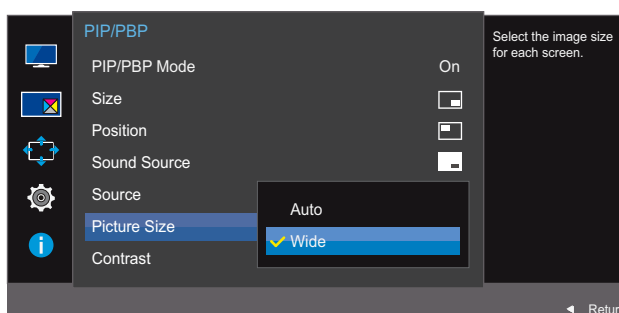 PIP/PBP
PIP/PBP Mode On
Size
Position
Sound Source
Source
Picture Size
Contrast
Auto
Wide
Select the image size
for each screen.
Retur